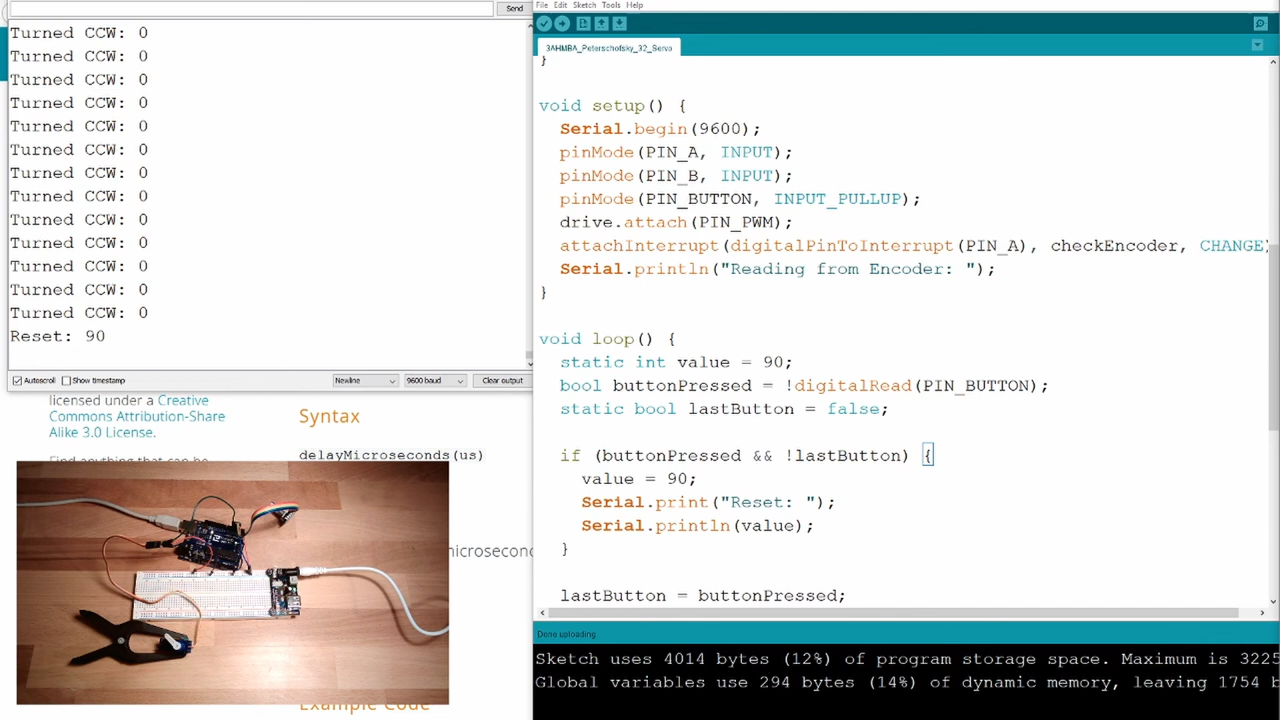 Send
Turned CCW: 0
Turned CCW: 0
Turned CCW: 0
Turned CCW: 0
Turned CCW: 0
Turned CCW: 0
Turned CCW: 0
Turned CCW: 0
Turned CCW: 0
Turned CCW: 0
Turned CCW: 0
Turned CCW: 0
Turned CCW: 0
Reset: 90
Autoscroll Show timestamp Newline 9600 baud Clear output
licensed under a Creative
Commons Attribution-Share
Alike 3.0 License.
Find anything that can be
Syntax
delayMicroseconds(us)
microsecond
Example Code
File Edit Sketch Tools Help
3AHMBA_Peterschofsky_32_Servo
}
void setup() {
Serial.begin(9600);
pinMode(PIN_A, INPUT);
pinMode(PIN_B, INPUT);
pinMode(PIN_BUTTON, INPUT_PULLUP);
drive.attach(PIN_PWM);
attachInterrupt(digitalPinToInterrupt(PIN_A), checkEncoder, CHANGE)
Serial.println("Reading from Encoder: ");
}
void loop() {
static int value = 90;
bool buttonPressed = !digitalRead(PIN_BUTTON);
static bool lastButton = false;
if (buttonPressed && !lastButton) {
value = 90;
Serial.print("Reset: ");
Serial.println(value);
}
lastButton = buttonPressed;
Done uploading.
Sketch uses 4014 bytes (12%) of program storage space. Maximum is 3225
Global variables use 294 bytes (14%) of dynamic memory, leaving 1754 b